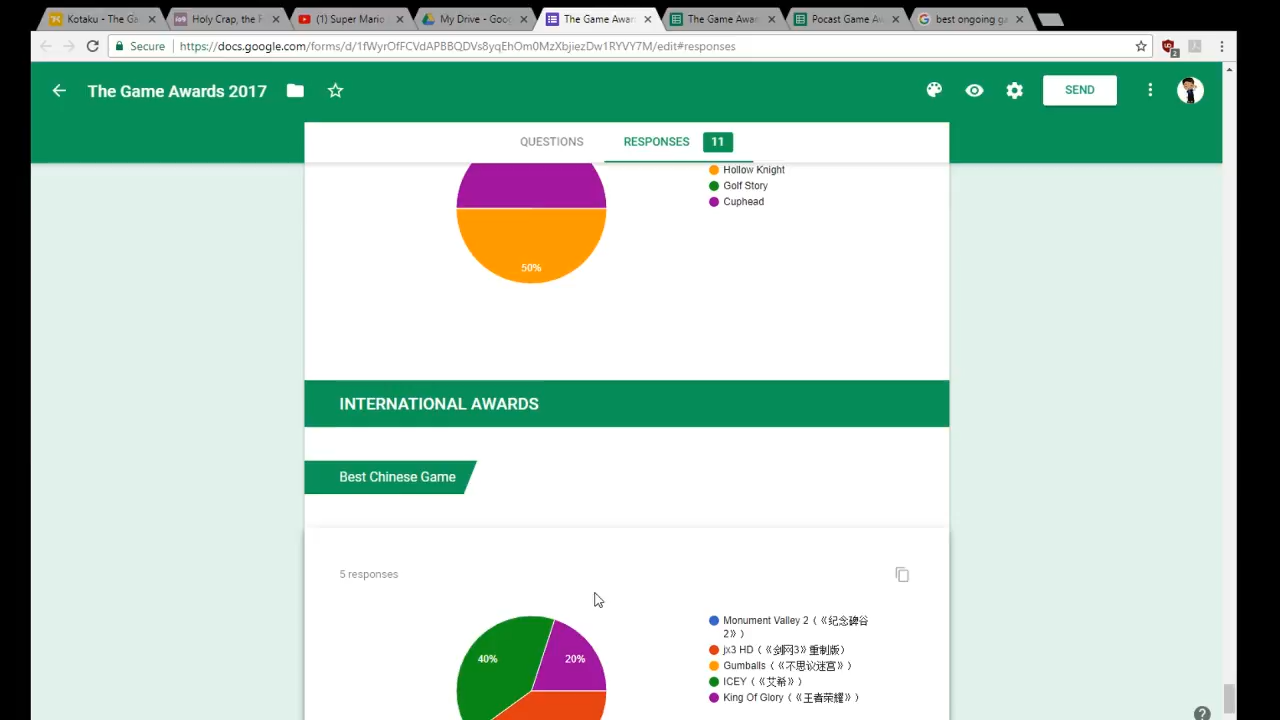 Kotaku - The Ga
Holy Crap, the F
(1) Super Mario
My Drive - Goo
The Game Awar
The Game Awar
Pocast Game Aw
best ongoing ga
Secure
https://docs.google.com/forms/d/1fWyrOfFCVdAPBBQDVs8yqEhOm0MzXbjiezDw1RYVY7M/edit#responses
The Game Awards 2017
SEND
QUESTIONS
RESPONSES 11
Hollow Knight
Golf Story
Cuphead
50%
INTERNATIONAL AWARDS
Best Chinese Game
5 responses
Monument Valley 2（《纪念碑谷
2》）
jx3 HD（《剑网3》重制版）
Gumballs（《不思议迷宫》）
ICEY（《艾希》）
King Of Glory（《王者荣耀》）
40%
20%